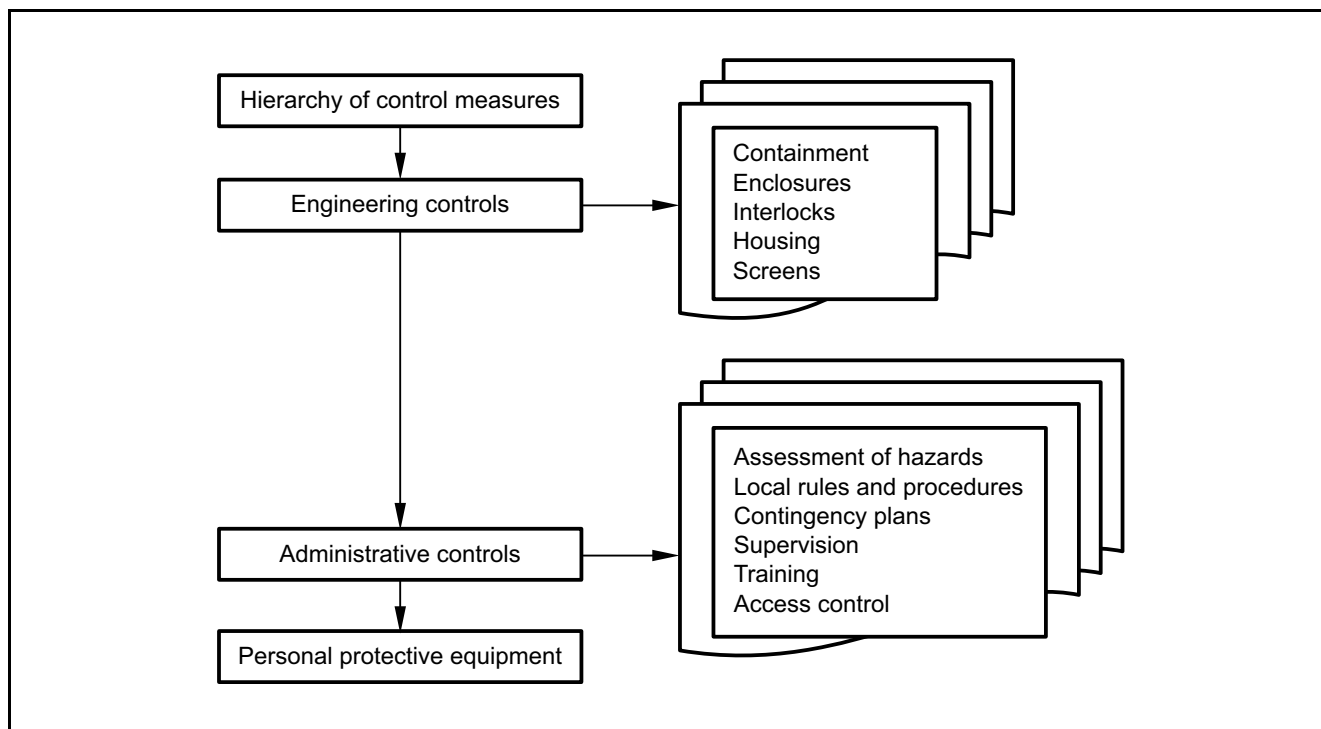 Hierarchy of control measures
Engineering controls
Containment
Enclosures
Interlocks
Housing
Screens
Administrative controls
Assessment of hazards
Local rules and procedures
Contingency plans
Supervision
Training
Access control
Personal protective equipment